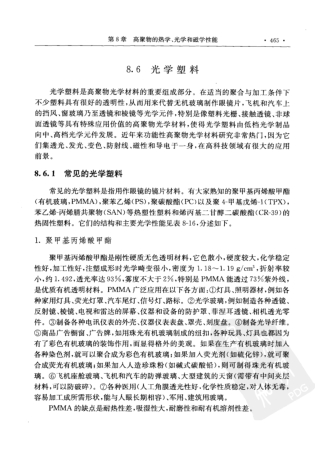 第8章 高聚物的热学、光学和磁学性能 ·465·
8.6 光学塑料
光学塑料是高聚物光学材料的重要组成部分。在适当的聚合与加工条件下
不少塑料具有很好的透明性,从而用来代替无机玻璃制作眼镜片、飞机和汽车上
的挡风、窗玻璃乃至透镜和棱镜等光学元件,特别是像塑料光栅、接触透镜、非球
面透镜等具有特殊应用价值的高聚物光学材料,使得光学塑料由低档光学制品
向中、高档光学元件发展。近年来功能性高聚物光学材料研究非常热门,因为它
们集透光、发光、变色、防射线、磁和导电等于一身,在高科技领域有很大的应用
前景。
8.6.1 常见的光学塑料
常见的光学塑料是指用作眼镜的镜片材料。有大家熟知的聚甲基丙烯酸甲酯
(有机玻璃,PMMA)、聚苯乙烯(PS)、聚碳酸酯(PC)以及聚4-甲基戊烯-1(TPX)、
苯乙烯-丙烯腈共聚物(SAN)等热塑性塑料和烯丙基二甘醇二碳酸酯(CR-39)的
热固性塑料。它们的结构和主要光学性能见表8-16,分述如下。
1. 聚甲基丙烯酸甲酯
聚甲基丙烯酸甲酯是刚性硬质无色透明材料。它密度小、色散小、硬度较大、化学稳定
性好,加工性好,注塑成形时光学畸变很小,密度为1.18~1.19 g/cm³,折射率较
小,约1.492,透光率达93%,雾度不大于2%,特别是PMMA能透过73%紫外线,
是优质有机透明材料。PMMA广泛应用在以下各个方面:①灯具、照明器材,例如
各种家用灯具、荧光灯罩、汽车尾灯、信号灯、路标。②光学玻璃,例如制造各种透镜、
反射镜、棱镜、电视和雷达的屏幕、仪器和设备的防护罩、菲涅耳透镜、相机透光零
件。③制备各种电讯仪表的外壳、仪器仪表表盘、罩壳、刻度盘。④制备光导纤维。
⑤商品广告橱窗、广告牌,如珠光有机玻璃制成的纽扣,各种玩具、灯具也都因为
有了彩色有机玻璃的装饰作用,而显得格外的美观。如果在生产有机玻璃时加入
各种染色剂,就可以聚合成为彩色有机玻璃;如果加入荧光剂(如硫化锌),就可聚
合成荧光有机玻璃;如果加入人造珍珠粉(如碱式碳酸铅),则可制得珠光有机玻璃。
⑥飞机座舱玻璃、飞机和汽车的防弹玻璃、大型建筑的天窗(需带有中间夹层
材料,可以防破碎)。⑦各种医用(人工角膜透光性好,化学性质稳定,对人体无毒,
容易加工成所需形状,能与人眼长期相容)、军用、建筑用玻璃。
PMMA的缺点是耐热性差,吸湿性大,耐磨性和耐有机溶剂性差。